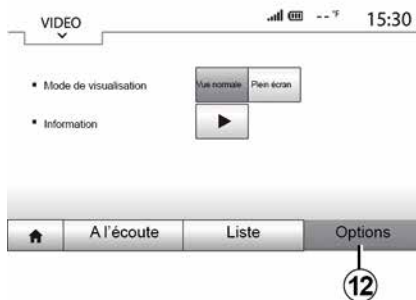 VIDEO -- °F 15:30
Mode de visualisation Vue normale Plein écran
Information
A l'écoute Liste Options
12